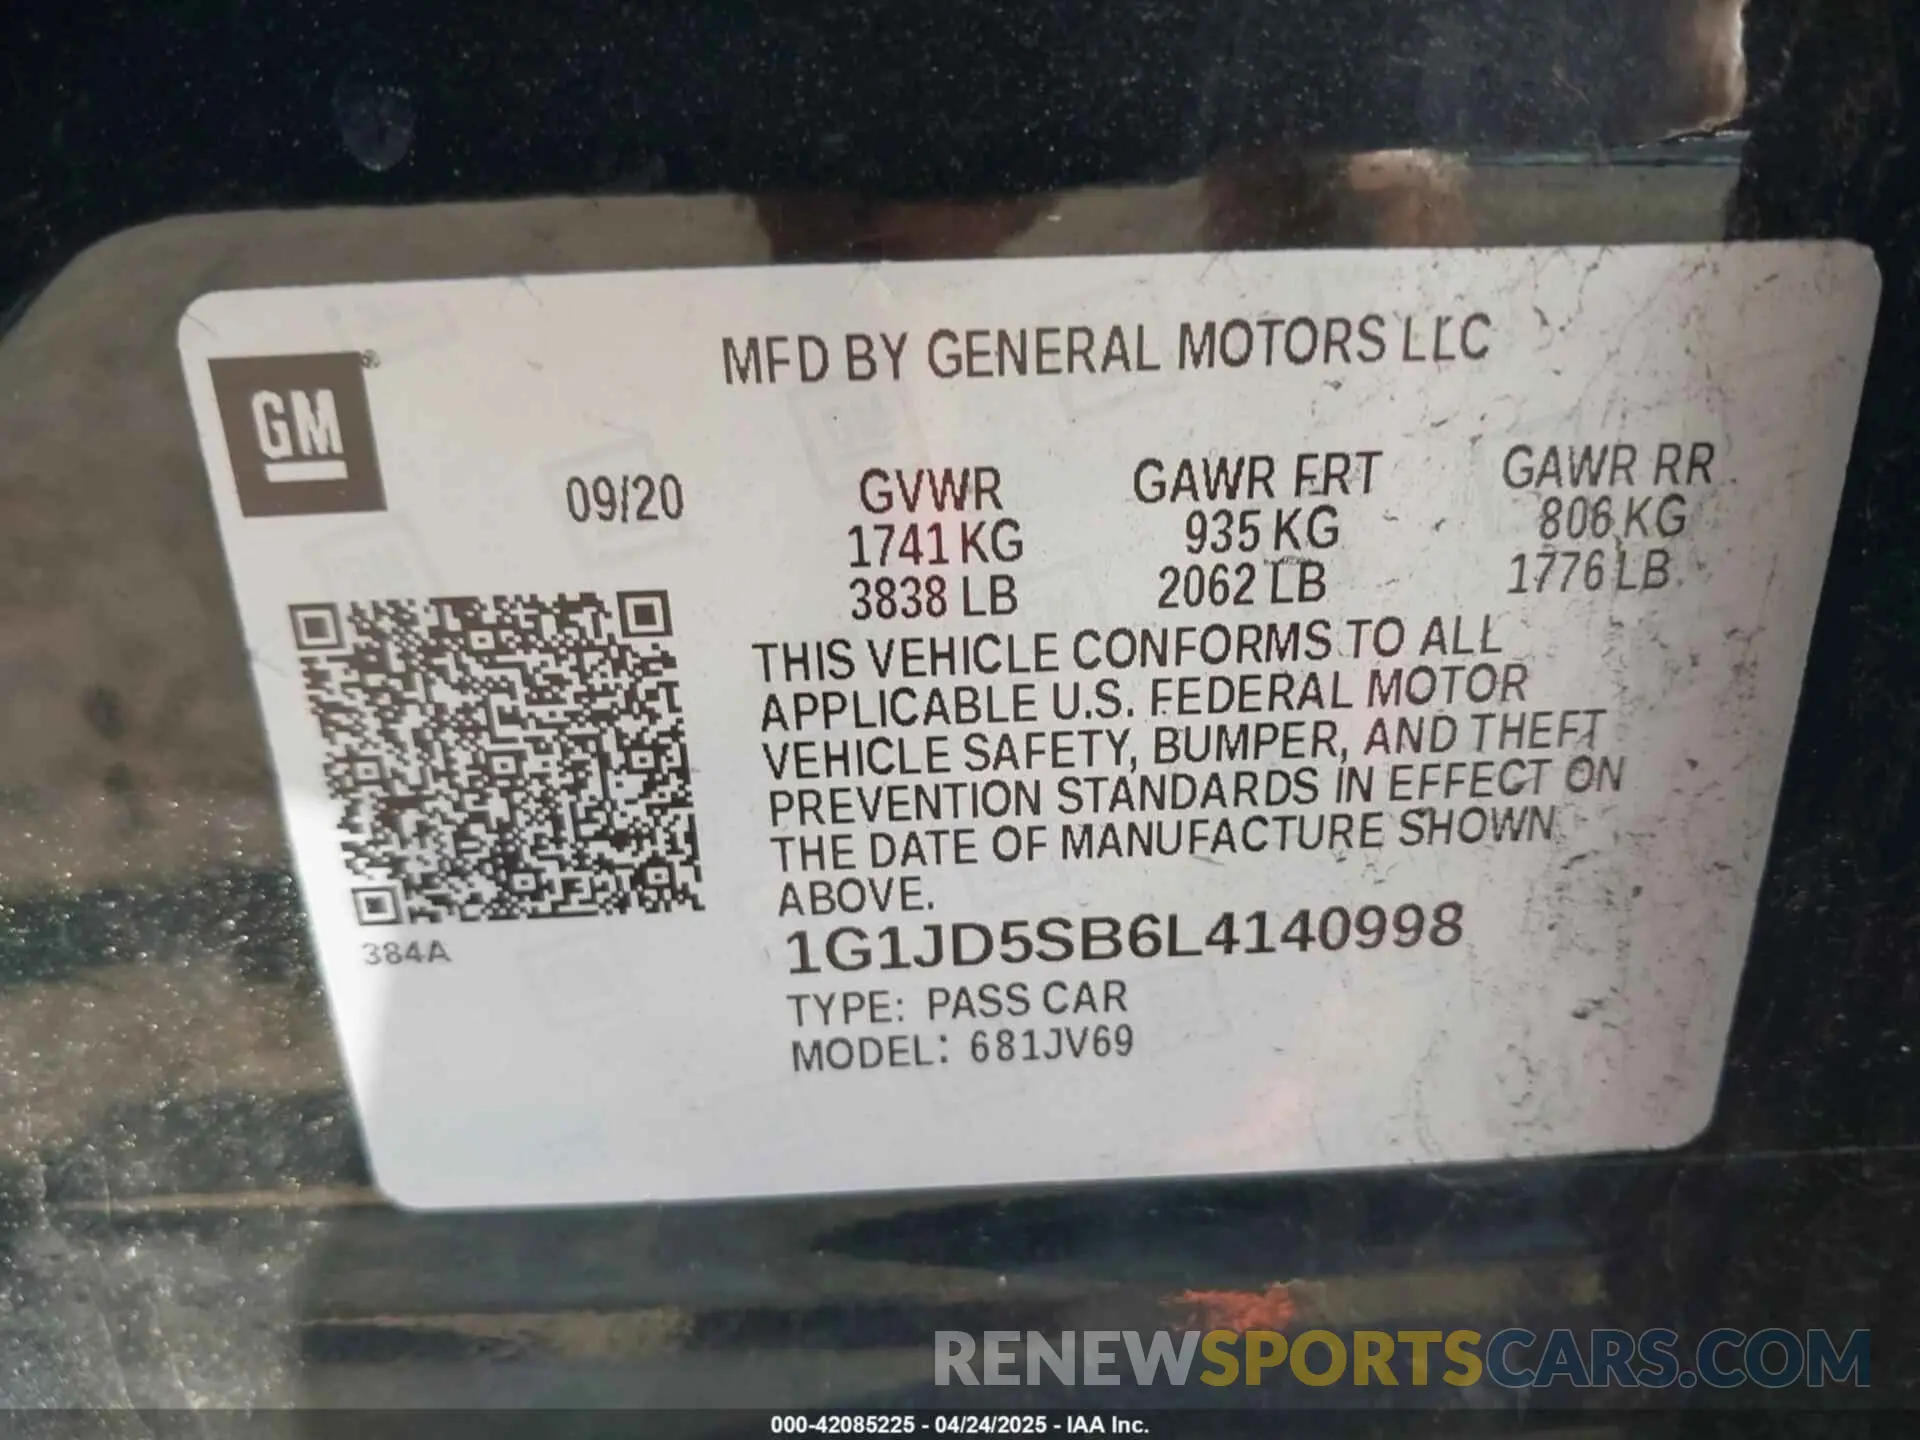 MFD BY GENERAL MOTORS LLC
GM ®
09/20
GVWR
1741 KG
3838 LB
GAWR FRT
935 KG
2062 LB
GAWR RR
806 KG
1776 LB
THIS VEHICLE CONFORMS TO ALL
APPLICABLE U.S. FEDERAL MOTOR
VEHICLE SAFETY, BUMPER, AND THEFT
PREVENTION STANDARDS IN EFFECT ON
THE DATE OF MANUFACTURE SHOWN
ABOVE.
384A
1G1JD5SB6L4140998
TYPE: PASS CAR
MODEL: 681JV69
RENEWSPORTSCARS.COM
000-42085225 - 04/24/2025 - IAA Inc.